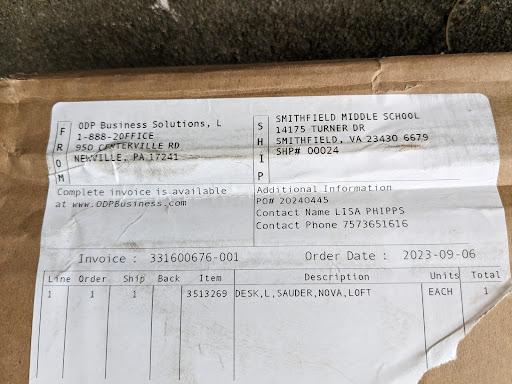 FROM
ODP Business Solutions, L
1-888-2OFFICE
950 CENTERVILLE RD
NEWVILLE, PA 17241
SHIP
SMITHFIELD MIDDLE SCHOOL
14175 TURNER DR
SMITHFIELD, VA 23430 6679
SHP# 00024
Complete invoice is available
at www.ODPBusiness.com
Additional Information
PO# 20240445
Contact Name LISA PHIPPS
Contact Phone 7573651616
Invoice : 331600676-001 Order Date : 2023-09-06
Line Order Ship Back Item Description Units Total
1 1 1 3513269 DESK,L,SAUDER,NOVA,LOFT EACH 1